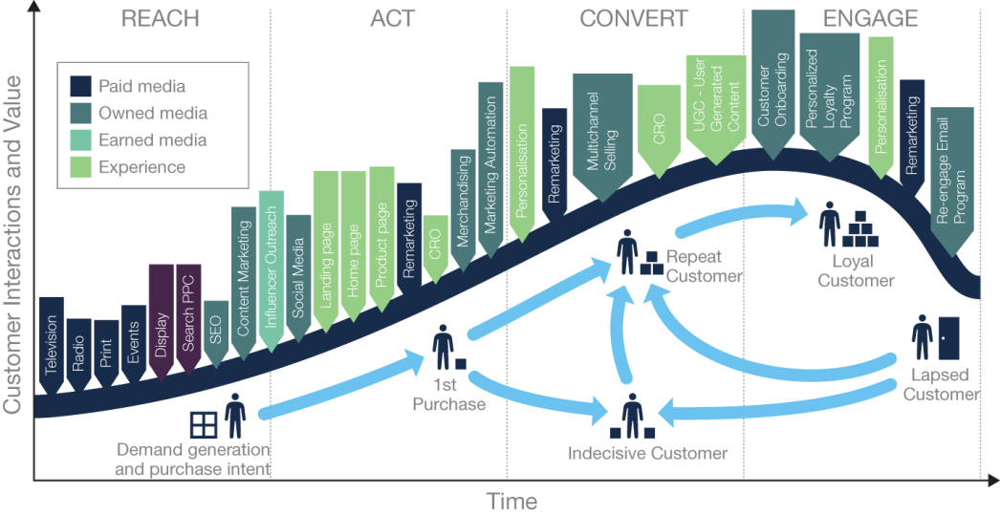 REACH
ACT
CONVERT
ENGAGE
Customer Interactions and Value
Paid media
Owned media
Earned media
Experience
Television
Radio
Print
Events
Display
Search PPC
SEO
Content Marketing
Influencer Outreach
Social Media
Landing page
Home page
Product page
Remarketing
CRO
Merchandising
Marketing Automation
Personalisation
Remarketing
Multichannel
Selling
CRO
UGC - User
Generated
Content
Customer
Onboarding
Personalized
Loyalty
Program
Personalisation
Remarketing
Re-engage Email
Program
Demand generation
and purchase intent
1st
Purchase
Repeat
Customer
Indecisive Customer
Loyal
Customer
Lapsed
Customer
Time